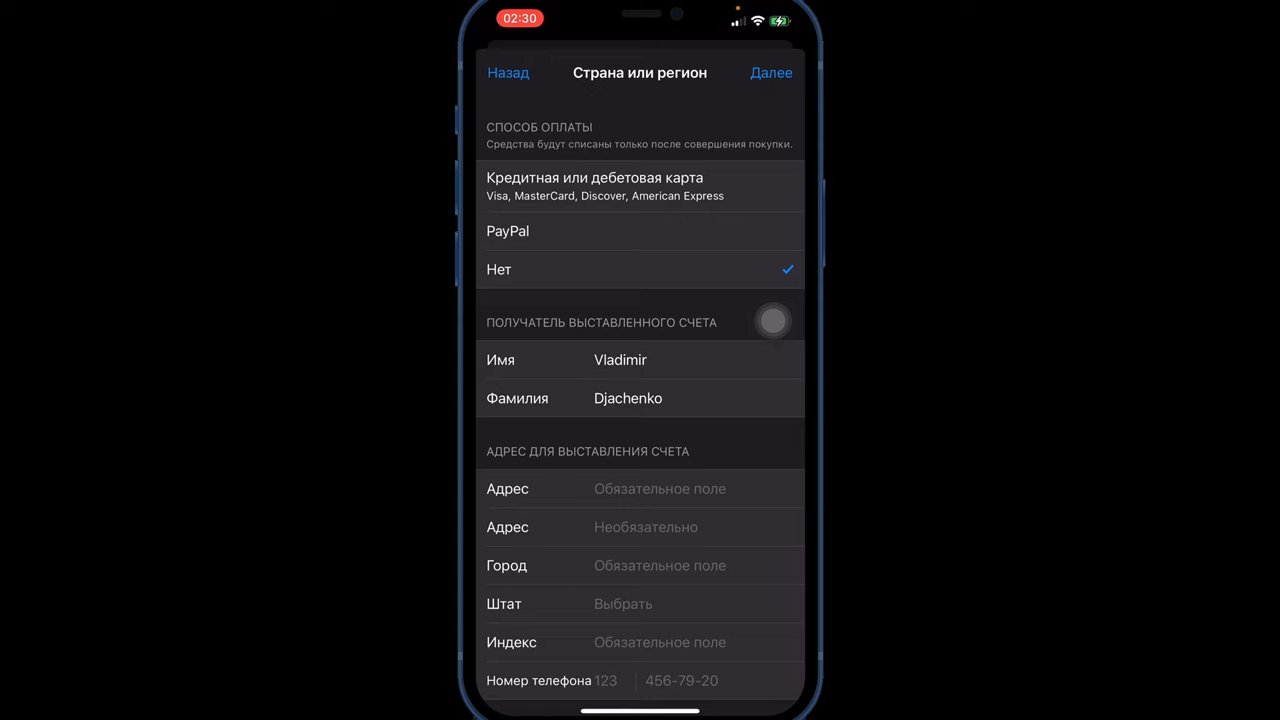 02:30
Назад Страна или регион Далее
СПОСОБ ОПЛАТЫ
Средства будут списаны только после совершения покупки.
Кредитная или дебетовая карта
Visa, MasterCard, Discover, American Express
PayPal
Нет
ПОЛУЧАТЕЛЬ ВЫСТАВЛЕННОГО СЧЕТА
Имя Vladimir
Фамилия Djachenko
АДРЕС ДЛЯ ВЫСТАВЛЕНИЯ СЧЕТА
Адрес Обязательное поле
Адрес Необязательно
Город Обязательное поле
Штат Выбрать
Индекс Обязательное поле
Номер телефона 123 456-79-20